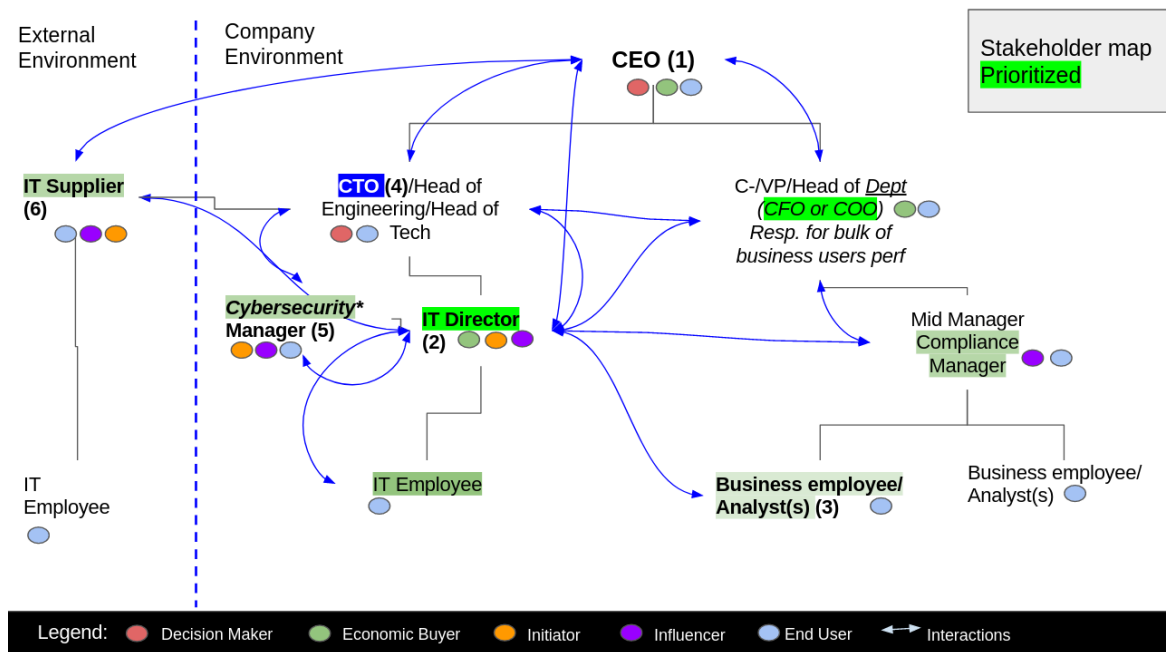 External
Environment
Company
Environment
Stakeholder map
Prioritized
CEO (1)
IT Supplier
(6)
CTO (4)/Head of
Engineering/Head of
Tech
C-/VP/Head of Dept
(CFO or COO)
Resp. for bulk of
business users perf
Cybersecurity*
Manager (5)
IT Director
(2)
Mid Manager
Compliance
Manager
IT
Employee
IT Employee
Business employee/
Analyst(s) (3)
Business employee/
Analyst(s)
Legend: Decision Maker Economic Buyer Initiator Influencer End User Interactions